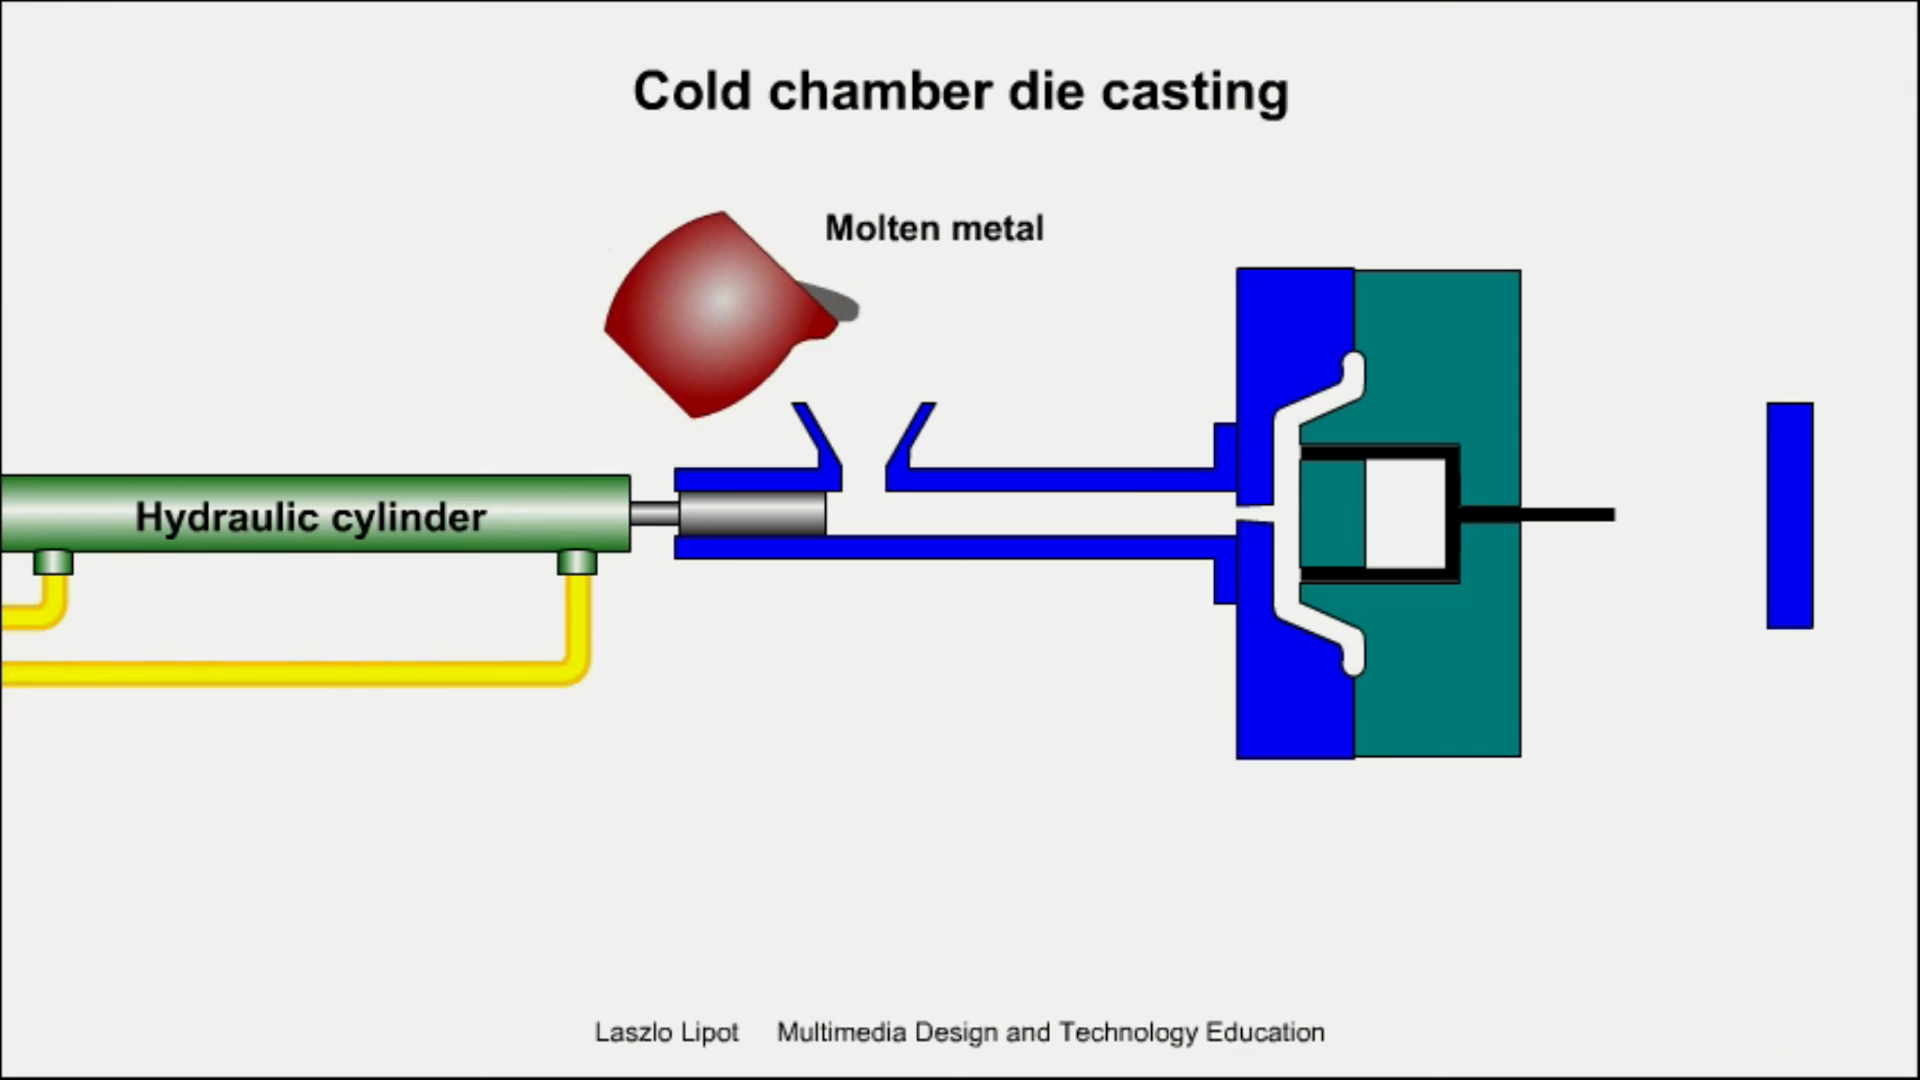 Cold chamber die casting
Molten metal
Hydraulic cylinder
Laszlo Lipot Multimedia Design and Technology Education